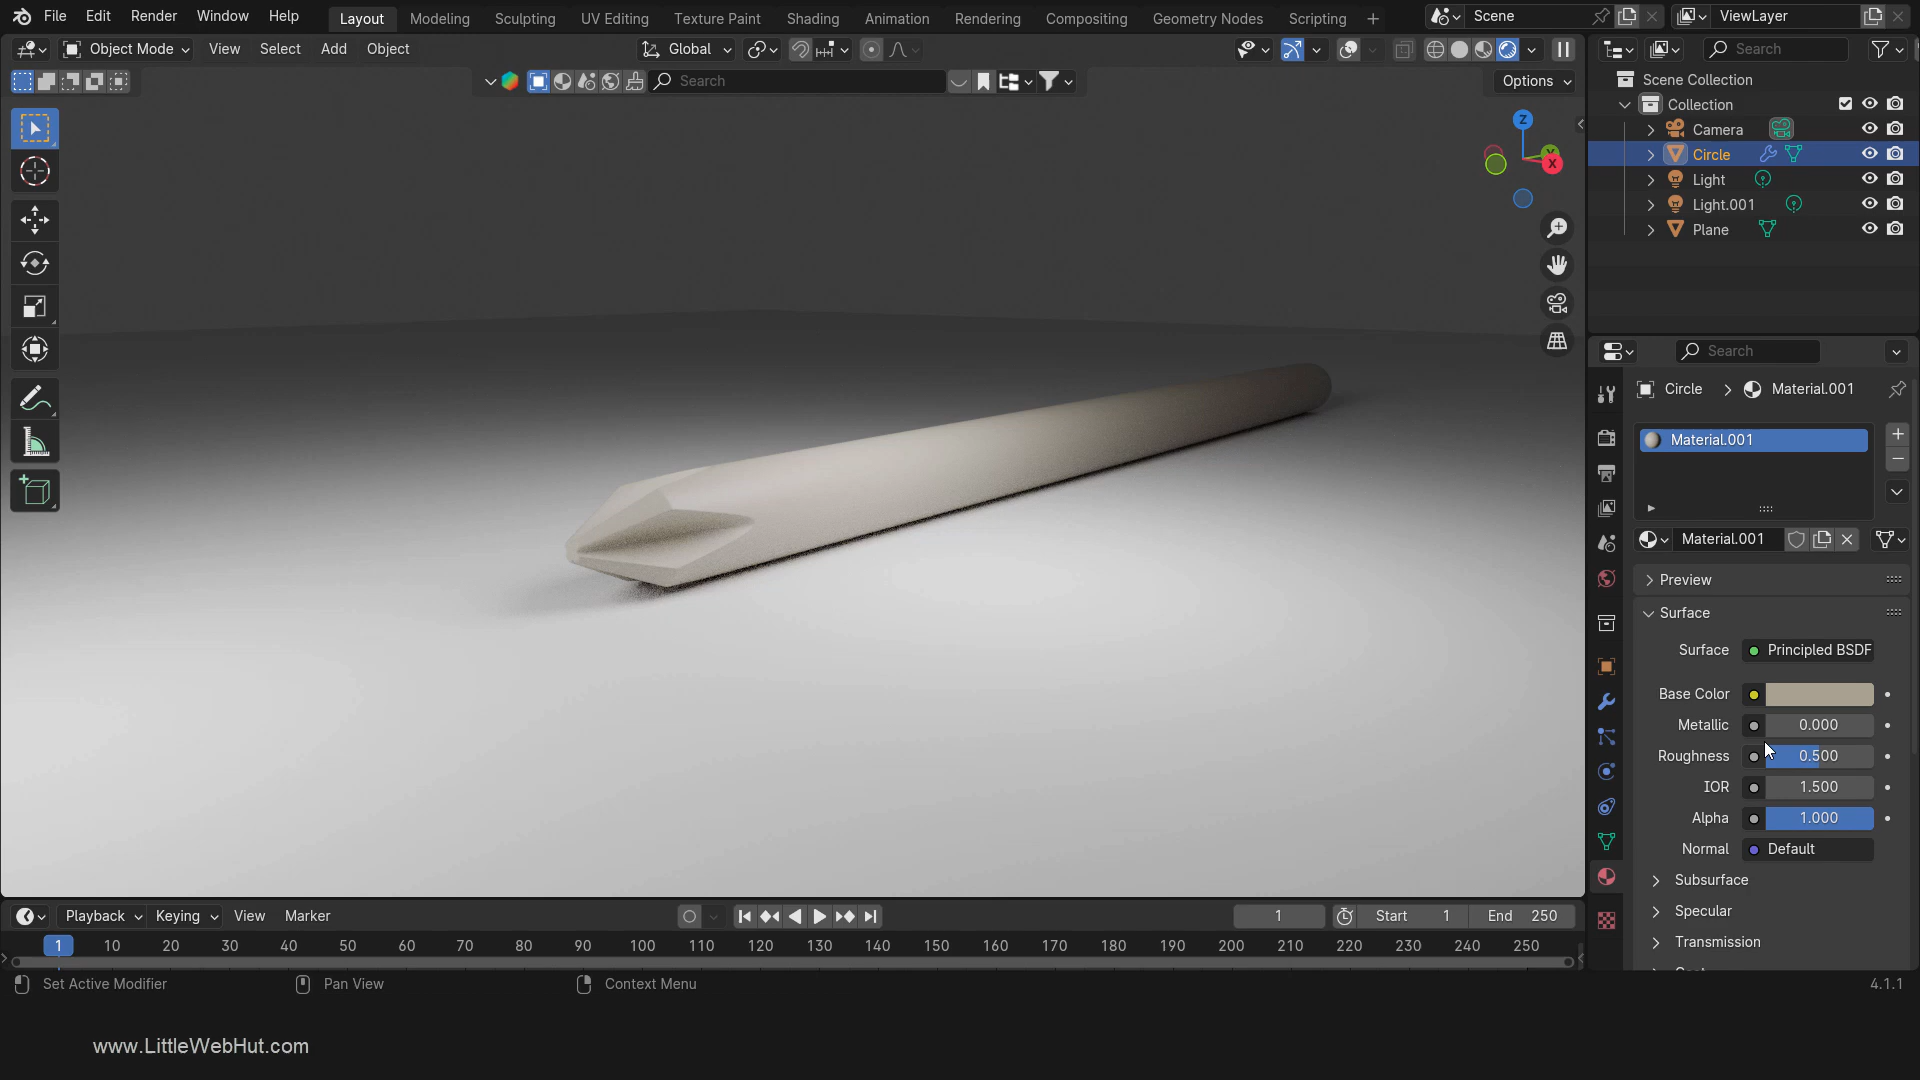 File Edit Render Window Help Layout Modeling Sculpting UV Editing Texture Paint Shading Animation Rendering Compositing Geometry Nodes Scripting + Scene ViewLayer
Object Mode View Select Add Object Global Search
Search Options
Scene Collection
Collection
Camera
Circle
Light
Light.001
Plane
Z
Y
X
Search
Circle > Material.001
Material.001
Material.001
Preview
Surface
Surface Principled BSDF
Base Color
Metallic 0.000
Roughness 0.500
IOR 1.500
Alpha 1.000
Normal Default
Subsurface
Specular
Transmission
Playback Keying View Marker 1 Start 1 End 250
1 10 20 30 40 50 60 70 80 90 100 110 120 130 140 150 160 170 180 190 200 210 220 230 240 250
Set Active Modifier Pan View Context Menu 4.1.1
www.LittleWebHut.com